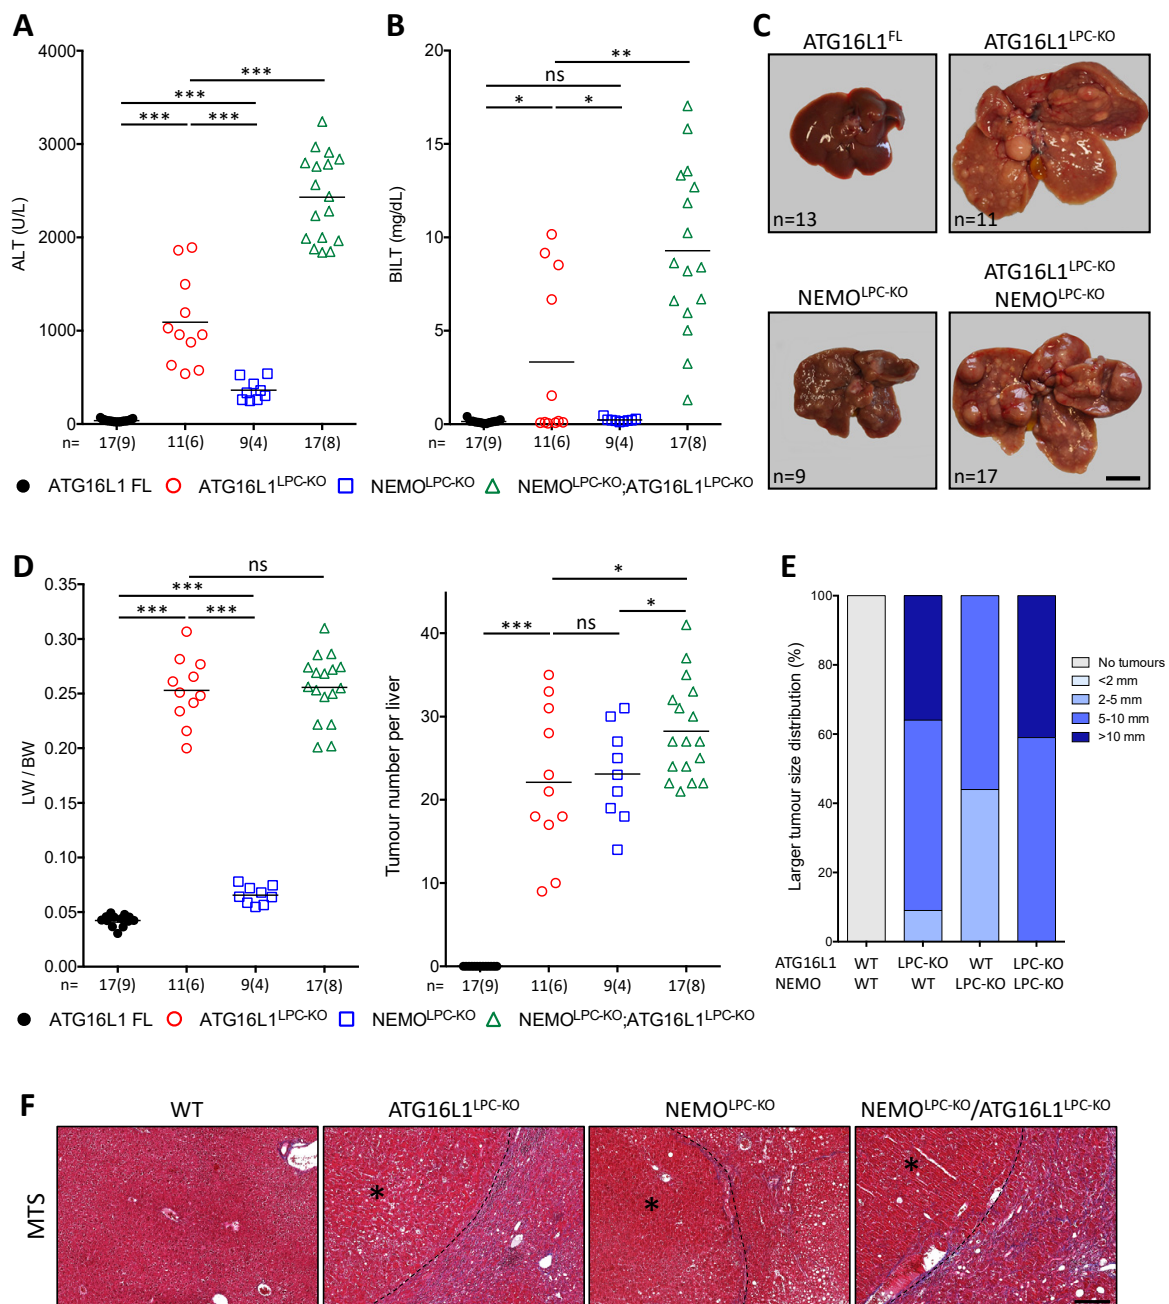 A
ALT (U/L)
4000
3000
2000
1000
0
***
***
***
***
n= 17(9) 11(6) 9(4) 17(8)
B
BILT (mg/dL)
20
15
10
5
0
**
ns
* *
n= 17(9) 11(6) 9(4) 17(8)
ATG16L1 FL ATG16L1LPC-KO NEMOLPC-KO NEMOLPC-KO;ATG16L1LPC-KO
C
ATG16L1FL
n=13
ATG16L1LPC-KO
n=11
NEMOLPC-KO
n=9
ATG16L1LPC-KO
NEMOLPC-KO
n=17
D
LW / BW
0.35
0.30
0.25
0.20
0.15
0.10
0.05
0.00
ns
***
*** ***
n= 17(9) 11(6) 9(4) 17(8)
Tumour number per liver
40
30
20
10
0
*
*
*** ns
n= 17(9) 11(6) 9(4) 17(8)
ATG16L1 FL ATG16L1LPC-KO NEMOLPC-KO NEMOLPC-KO;ATG16L1LPC-KO
E
Larger tumour size distribution (%)
100
80
60
40
20
0
ATG16L1 WT LPC-KO WT LPC-KO
NEMO WT WT LPC-KO LPC-KO
No tumours
<2 mm
2-5 mm
5-10 mm
>10 mm
F
WT ATG16L1LPC-KO NEMOLPC-KO NEMOLPC-KO/ATG16L1LPC-KO
MTS
* * *